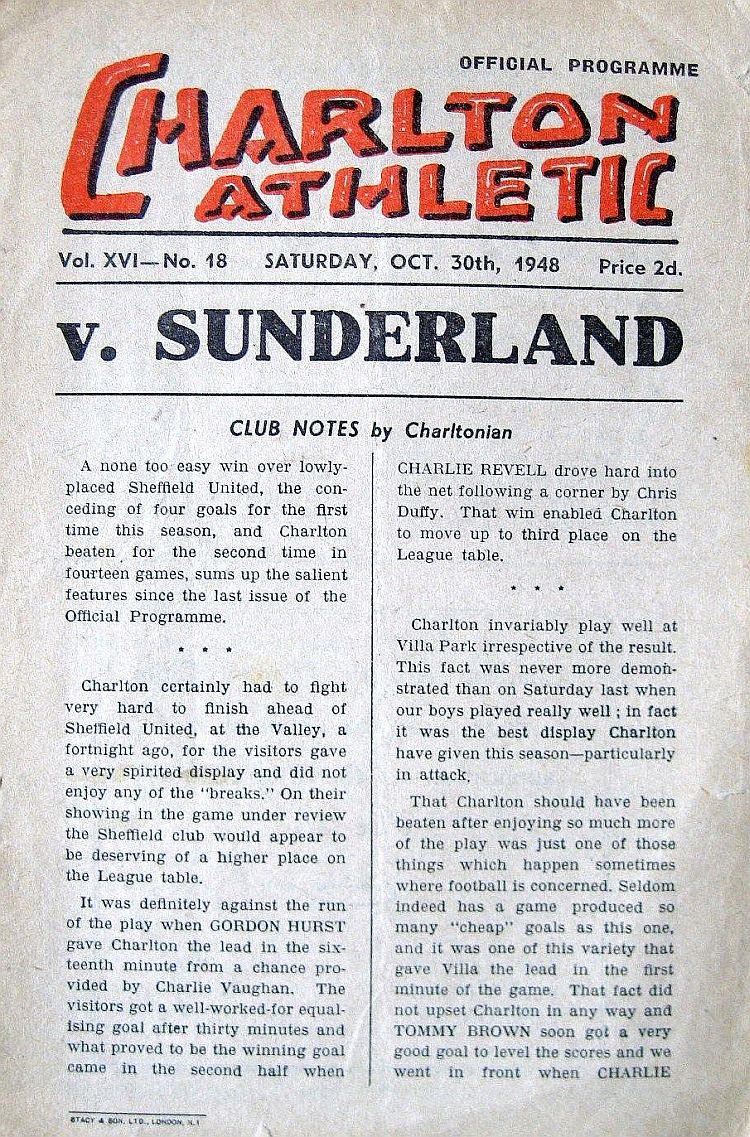 OFFICIAL PROGRAMME
CHARLTON
ATHLETIC
Vol. XVI—No. 18 SATURDAY, OCT. 30th, 1948 Price 2d.
v. SUNDERLAND
CLUB NOTES by Charltonian
A none too easy win over lowly-
placed Sheffield United, the con-
ceding of four goals for the first
time this season, and Charlton
beaten for the second time in
fourteen games, sums up the salient
features since the last issue of the
Official Programme.
* * *
Charlton certainly had to fight
very hard to finish ahead of
Sheffield United, at the Valley, a
fortnight ago, for the visitors gave
a very spirited display and did not
enjoy any of the "breaks." On their
showing in the game under review
the Sheffield club would appear to
be deserving of a higher place on
the League table.
It was definitely against the run
of the play when GORDON HURST
gave Charlton the lead in the six-
teenth minute from a chance pro-
vided by Charlie Vaughan. The
visitors got a well-worked-for equal-
ising goal after thirty minutes and
what proved to be the winning goal
came in the second half when
CHARLIE REVELL drove hard into
the net following a corner by Chris
Duffy. That win enabled Charlton
to move up to third place on the
League table.
* * *
Charlton invariably play well at
Villa Park irrespective of the result.
This fact was never more demon-
strated than on Saturday last when
our boys played really well; in fact
it was the best display Charlton
have given this season—particularly
in attack.
That Charlton should have been
beaten after enjoying so much more
of the play was just one of those
things which happen sometimes
where football is concerned. Seldom
indeed has a game produced so
many "cheap" goals as this one,
and it was one of this variety that
gave Villa the lead in the first
minute of the game. That fact did
not upset Charlton in any way and
TOMMY BROWN soon got a very
good goal to level the scores and we
went in front when CHARLIE
STACY & SON, LTD., LONDON, N.1